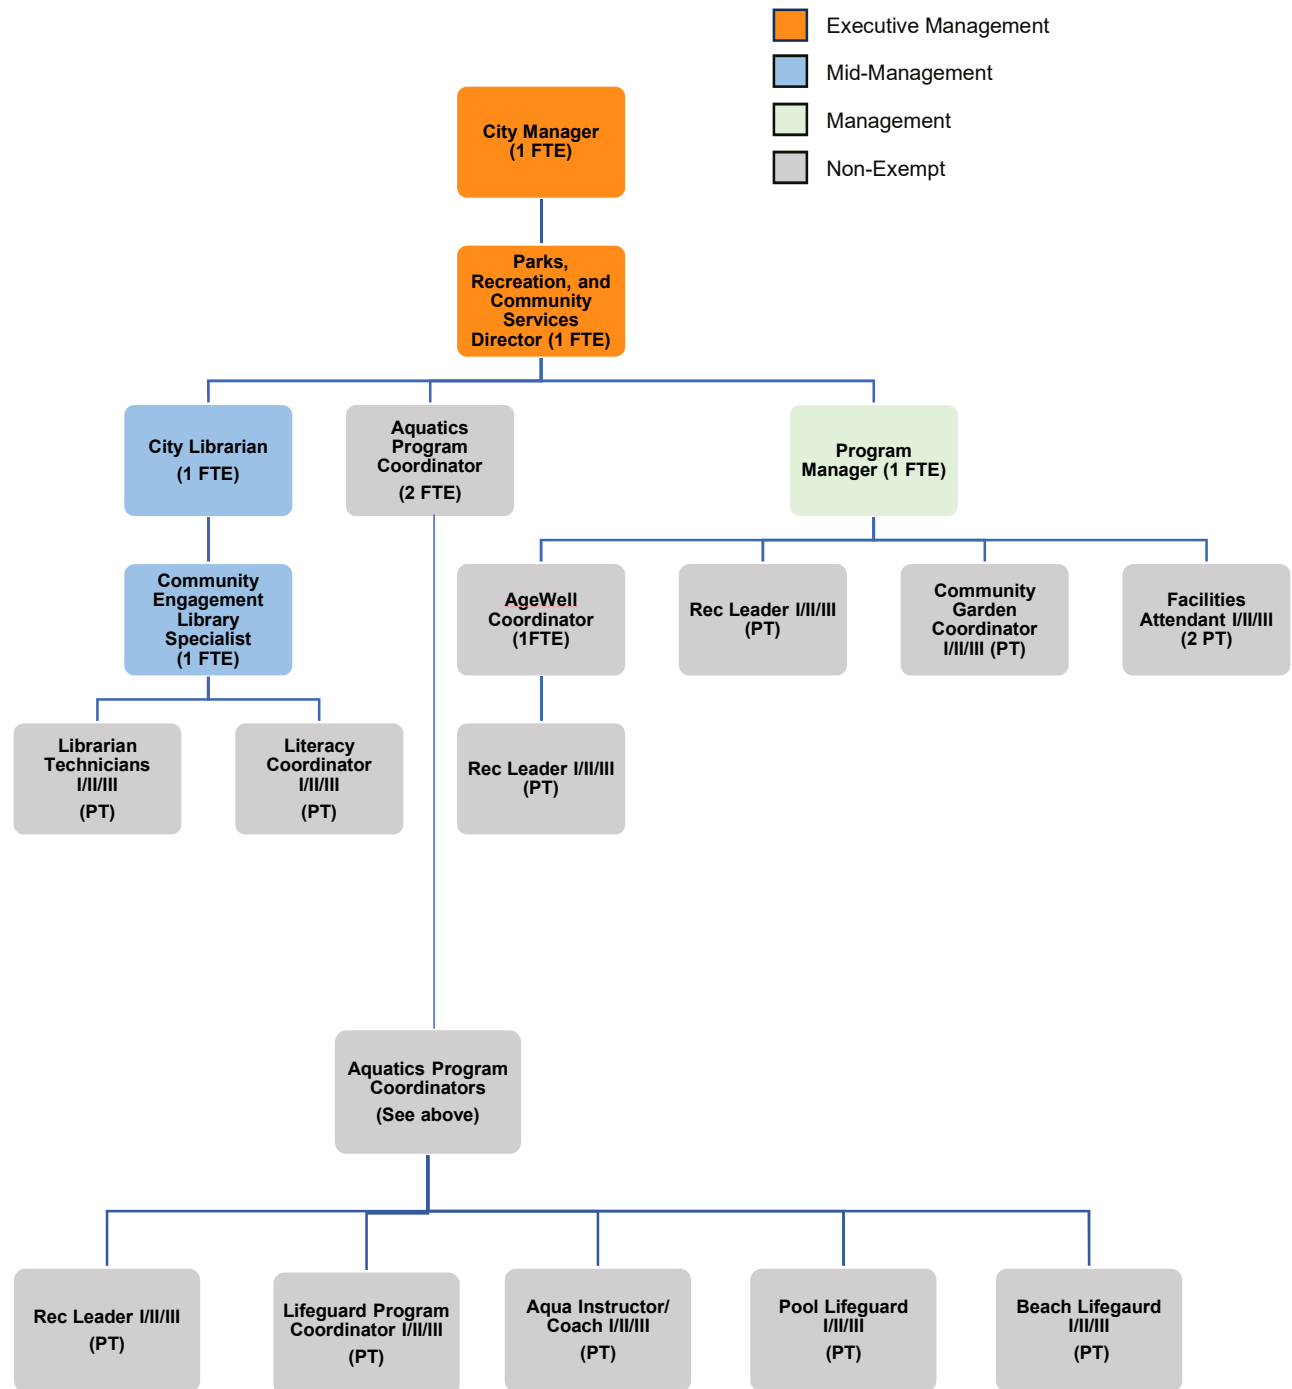 Executive Management
Mid-Management
Management
Non-Exempt
City Manager
(1 FTE)
Parks,
Recreation, and
Community
Services
Director (1 FTE)
City Librarian
(1 FTE)
Aquatics
Program
Coordinator
(2 FTE)
Program
Manager (1 FTE)
Community
Engagement
Library
Specialist
(1 FTE)
AgeWell
Coordinator
(1FTE)
Rec Leader I/II/III
(PT)
Community
Garden
Coordinator
I/II/III (PT)
Facilities
Attendant I/II/III
(2 PT)
Librarian
Technicians
I/II/III
(PT)
Literacy
Coordinator
I/II/III
(PT)
Rec Leader I/II/III
(PT)
Aquatics Program
Coordinators
(See above)
Rec Leader I/II/III
(PT)
Lifeguard Program
Coordinator I/II/III
(PT)
Aqua Instructor/
Coach I/II/III
(PT)
Pool Lifeguard
I/II/III
(PT)
Beach Lifegaurd
I/II/III
(PT)